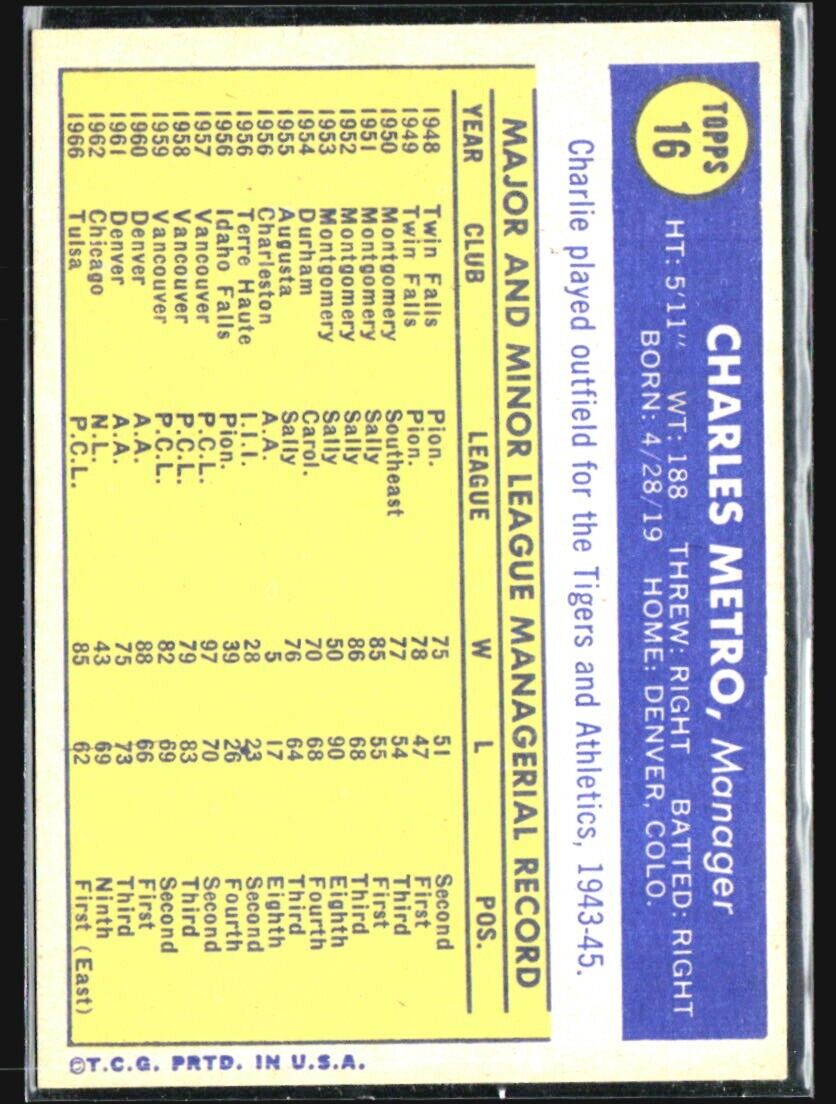 TOPPS
16
CHARLES METRO, Manager
HT: 5'11" WT: 188 THREW: RIGHT BATTED: RIGHT
BORN: 4/28/19 HOME: DENVER, COLO.
Charlie played outfield for the Tigers and Athletics, 1943-45.
MAJOR AND MINOR LEAGUE MANAGERIAL RECORD
YEAR CLUB LEAGUE W L POS.
1948 Twin Falls Pion. 75 51 Second
1949 Twin Falls Pion. 78 47 First
1950 Montgomery Southeast 77 54 Third
1951 Montgomery Sally 85 55 First
1952 Montgomery Sally 86 68 Third
1953 Montgomery Sally 50 90 Eighth
1954 Durham Carol. 70 68 Fourth
1955 Augusta Sally 76 64 Third
1956 Charleston A.A. 5 17 Eighth
1956 Terre Haute I.I.I. 28 23 Second
1956 Idaho Falls Pion. 39 26 Fourth
1957 Vancouver P.C.L. 97 70 Second
1958 Vancouver P.C.L. 79 83 Third
1959 Vancouver P.C.L. 82 69 Second
1960 Denver A.A. 88 66 First
1961 Denver A.A. 75 73 Third
1962 Chicago N.L. 43 69 Ninth
1966 Tulsa P.C.L. 85 62 First (East)
©T.C.G. PRTD. IN U.S.A.